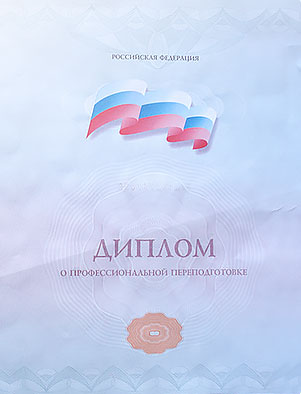 РОССИЙСКАЯ ФЕДЕРАЦИЯ
ДИПЛОМ
О ПРОФЕССИОНАЛЬНОЙ ПЕРЕПОДГОТОВКЕ